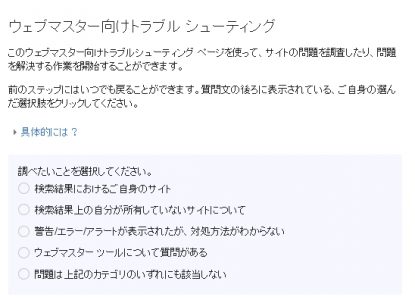 ウェブマスター向けトラブル シューティング
このウェブマスター向けトラブルシューティング ページを使って、サイトの問題を調査したり、問題
を解決する作業を開始することができます。
前のステップにはいつでも戻ることができます。質問文の後ろに表示されている、ご自身の選ん
だ選択肢をクリックしてください。
具体的には？
調べたいことを選択してください。
検索結果におけるご自身のサイト
検索結果上の自分が所有していないサイトについて
警告/エラー/アラートが表示されたが、対処方法がわからない
ウェブマスター ツールについて質問がある
問題は上記のカテゴリのいずれにも該当しない